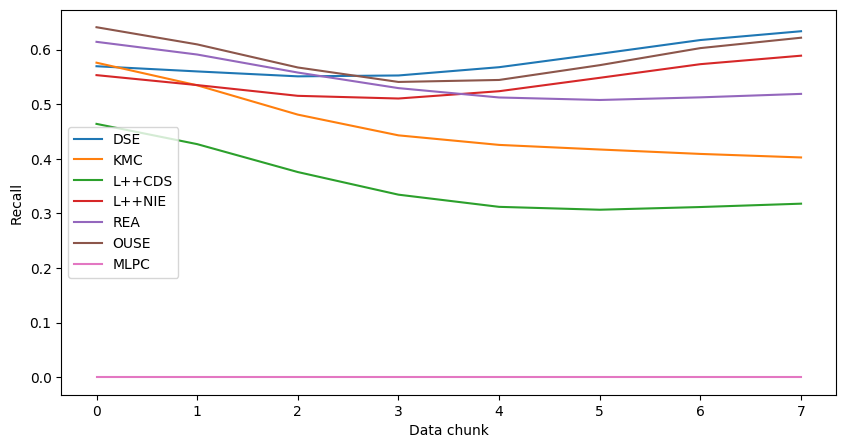 0.6
0.5
0.4
0.3
0.2
0.1
0.0
Recall
DSE
KMC
L++CDS
L++NIE
REA
OUSE
MLPC
0 1 2 3 4 5 6 7
Data chunk